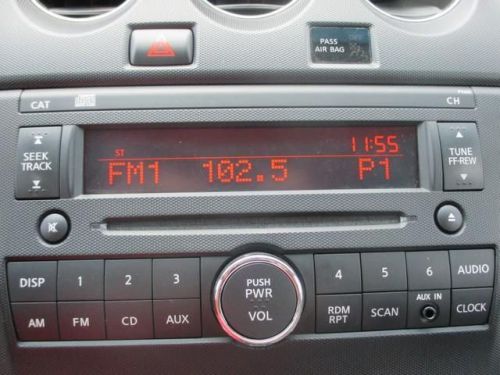 PASS
AIR BAG
CAT
CH
SEEK
TRACK
ST
11:55
FM1 102.5 P1
TUNE
FF-REW
DISP 1 2 3
AM FM CD AUX
PUSH
PWR
VOL
4 5 6 AUDIO
RDM
RPT
SCAN
AUX IN
CLOCK